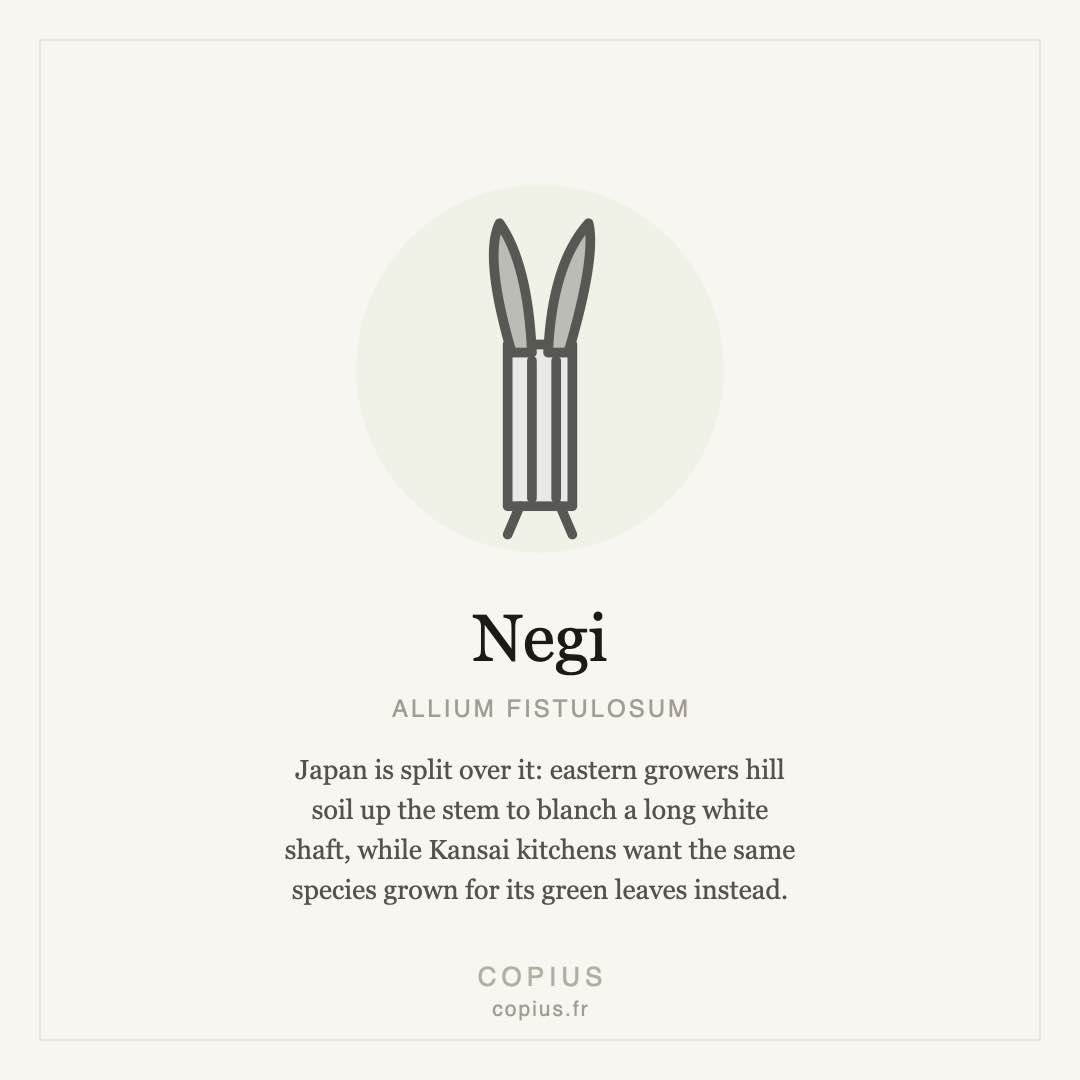 Negi
ALLIUM FISTULOSUM
Japan is split over it: eastern growers hill
soil up the stem to blanch a long white
shaft, while Kansai kitchens want the same
species grown for its green leaves instead.
COPIUS
copius.fr